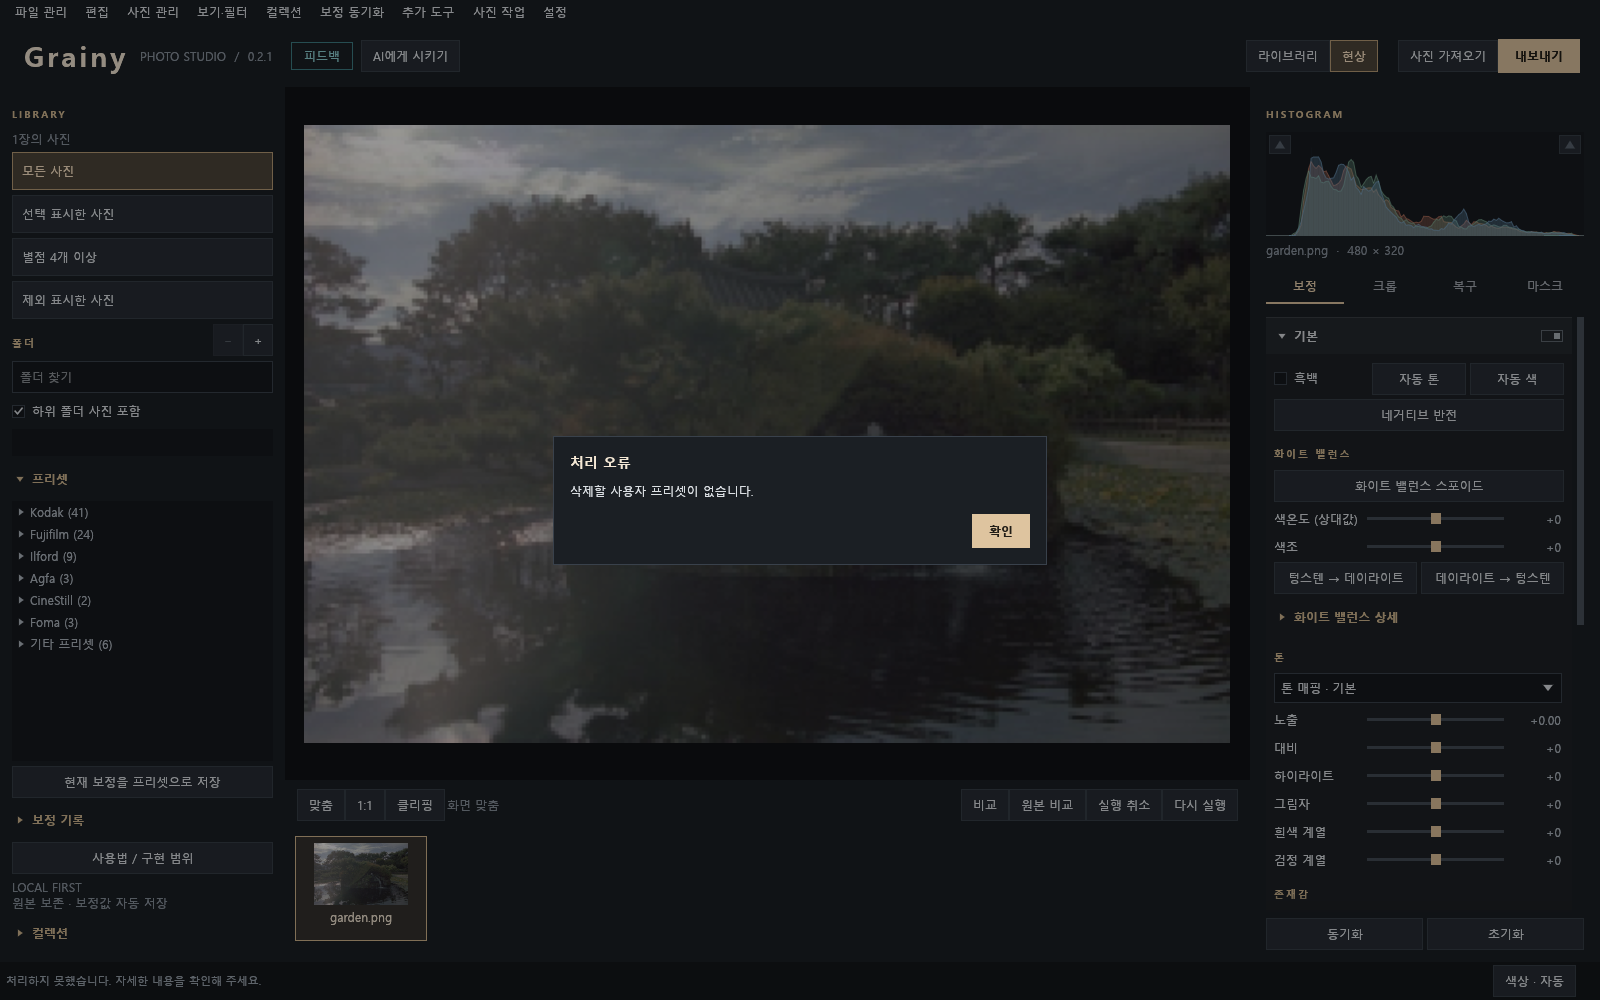 파일 관리 편집 사진 관리 보기·필터 컬렉션 보정 동기화 추가 도구 사진 작업 설정
Grainy PHOTO STUDIO / 0.2.1 피드백 AI에게 시키기 라이브러리 현상 사진 가져오기 내보내기
LIBRARY
1장의 사진
모든 사진
선택 표시한 사진
별점 4개 이상
제외 표시한 사진
폴더 − +
폴더 찾기
하위 폴더 사진 포함
프리셋
Kodak (41)
Fujifilm (24)
Ilford (9)
Agfa (3)
CineStill (2)
Foma (3)
기타 프리셋 (6)
현재 보정을 프리셋으로 저장
보정 기록
사용법 / 구현 범위
LOCAL FIRST
원본 보존 · 보정값 자동 저장
컬렉션
처리 오류
삭제할 사용자 프리셋이 없습니다.
확인
맞춤 1:1 클리핑 화면 맞춤 비교 원본 비교 실행 취소 다시 실행
garden.png
HISTOGRAM
garden.png · 480 × 320
보정 크롭 복구 마스크
기본
흑백 자동 톤 자동 색
네거티브 반전
화이트 밸런스
화이트 밸런스 스포이드
색온도 (상대값) +0
색조 +0
텅스텐 → 데이라이트 데이라이트 → 텅스텐
화이트 밸런스 상세
톤
톤 매핑 · 기본
노출 +0.00
대비 +0
하이라이트 +0
그림자 +0
흰색 계열 +0
검정 계열 +0
존재감
동기화 초기화
처리하지 못했습니다. 자세한 내용을 확인해 주세요. 색상 · 자동